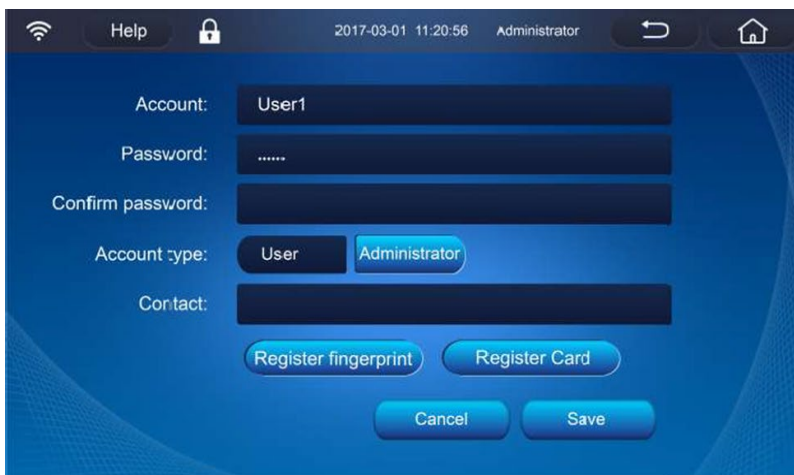 Help 2017-03-01 11:20:56 Administrator
Account: User1
Password: ......
Confirm password:
Account type: User Administrator
Contact:
Register fingerprint Register Card
Cancel Save